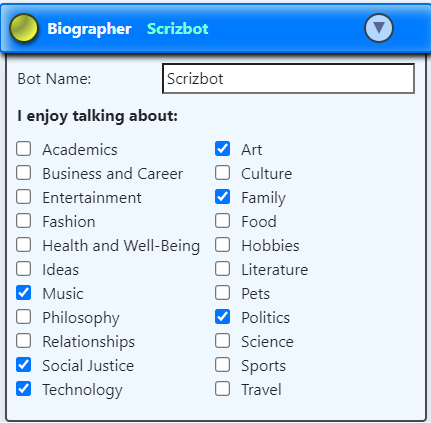 Biographer Scrizbot
Bot Name: Scrizbot
I enjoy talking about:
Academics Art
Business and Career Culture
Entertainment Family
Fashion Food
Health and Well-Being Hobbies
Ideas Literature
Music Pets
Philosophy Politics
Relationships Science
Social Justice Sports
Technology Travel